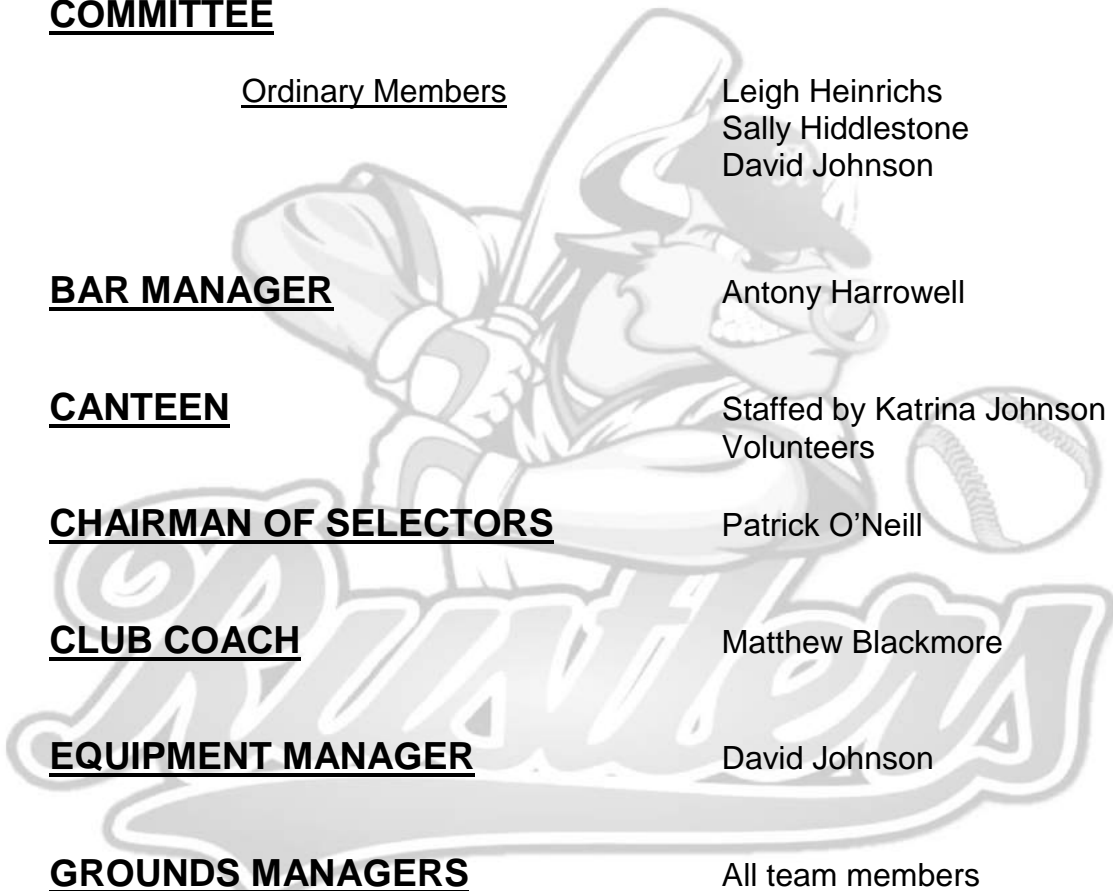 COMMITTEE
Ordinary Members Leigh Heinrichs
Sally Hiddlestone
David Johnson
BAR MANAGER Antony Harrowell
CANTEEN Staffed by Katrina Johnson
Volunteers
CHAIRMAN OF SELECTORS Patrick O’Neill
Rustlers
CLUB COACH Matthew Blackmore
EQUIPMENT MANAGER David Johnson
GROUNDS MANAGERS All team members